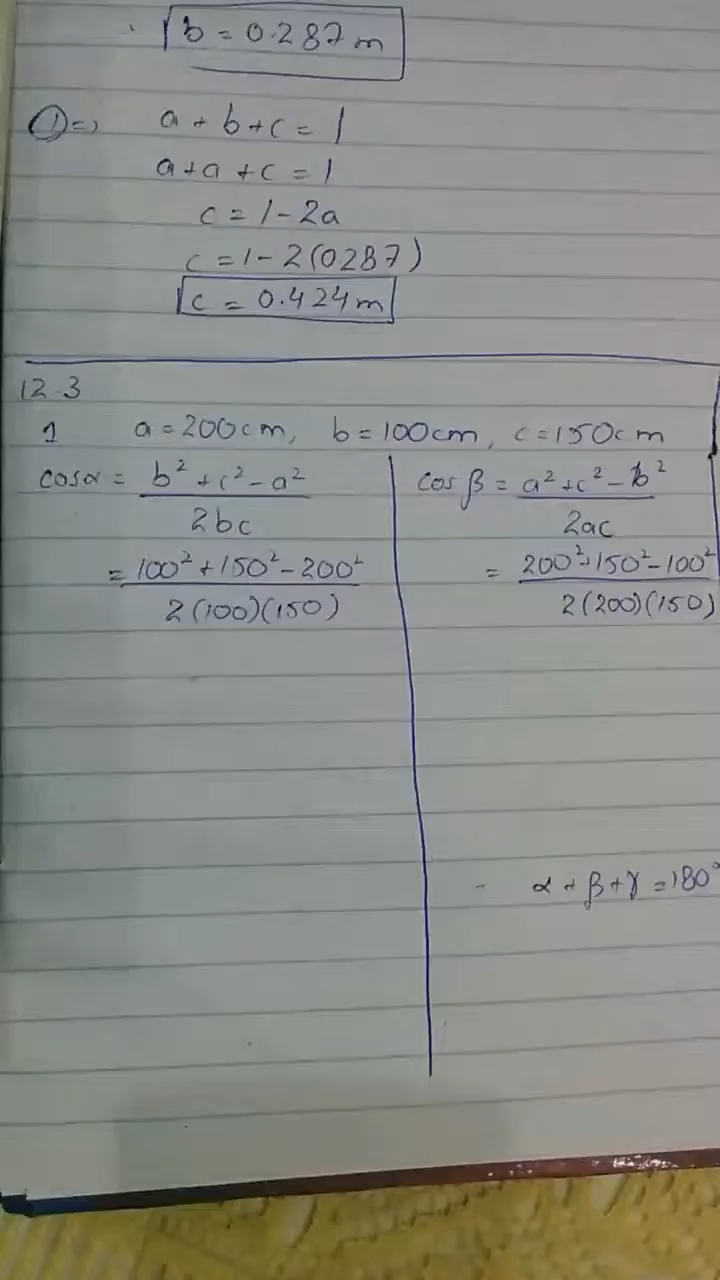 b = 0.287 m
① => a + b + c = 1
a + a + c = 1
c = 1 - 2a
c = 1 - 2(0287)
c = 0.424 m
12.3
1 a = 200 cm, b = 100 cm, c = 150 cm
cos α = b² + c² - a² / 2bc
= 100² + 150² - 200² / 2(100)(150)
cos β = a² + c² - b² / 2ac
= 200² + 150² - 100² / 2(200)(150)
α + β + γ = 180°